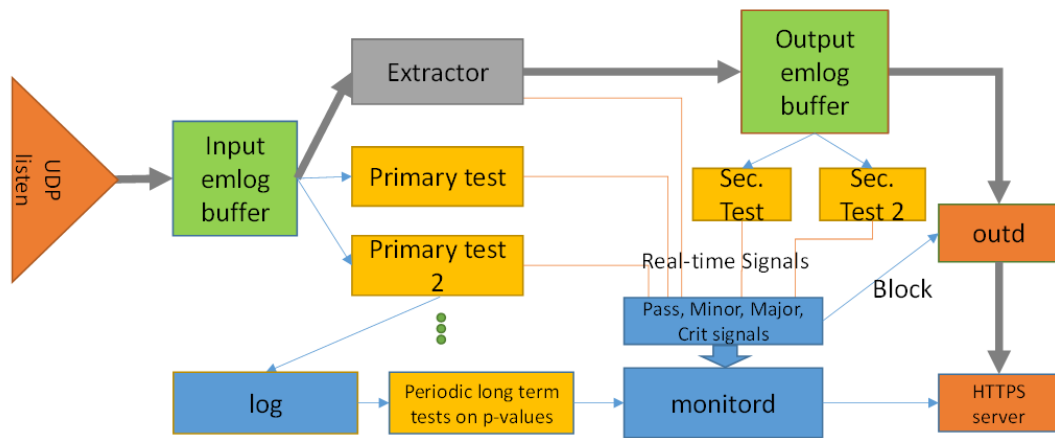 UDP
listen
Input
emlog
buffer
Extractor
Primary test
Primary test
2
Output
emlog
buffer
Sec.
Test
Sec.
Test 2
outd
Real-time Signals
Block
Pass, Minor, Major,
Crit signals
log
Periodic long term
tests on p-values
monitord
HTTPS
server